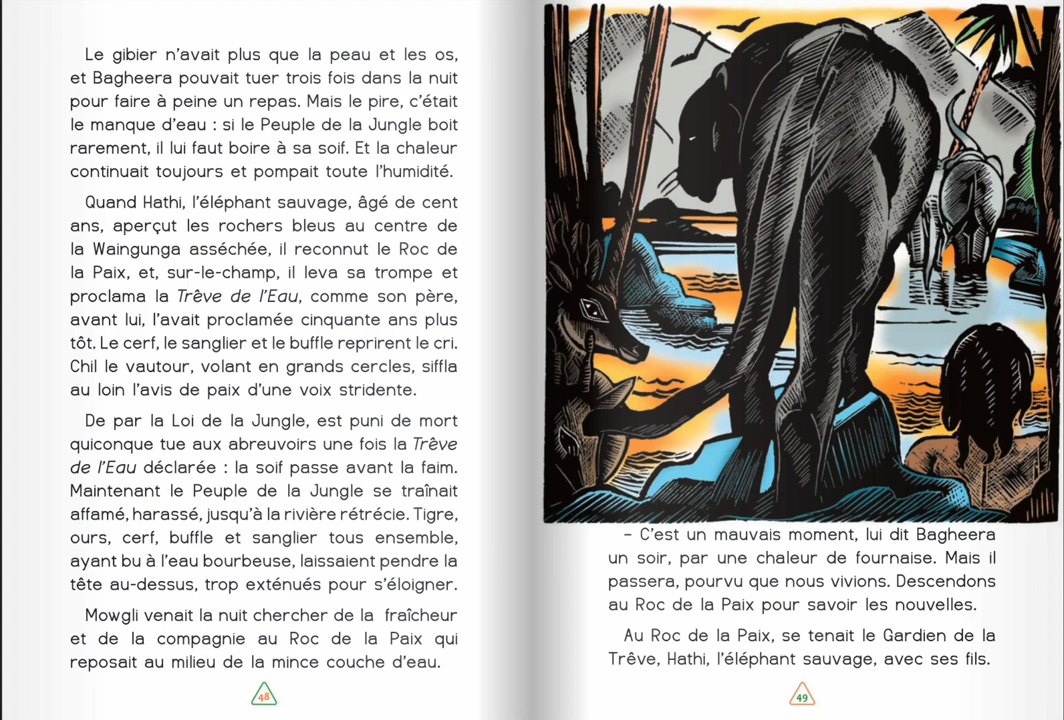 Le gibier n'avait plus que la peau et les os,
et Bagheera pouvait tuer trois fois dans la nuit
pour faire à peine un repas. Mais le pire, c'était
le manque d'eau : si le Peuple de la Jungle boit
rarement, il lui faut boire à sa soif. Et la chaleur
continuait toujours et pompait toute l'humidité.
Quand Hathi, l'éléphant sauvage, âgé de cent
ans, aperçut les rochers bleus au centre de
la Waingunga asséchée, il reconnut le Roc de
la Paix, et, sur-le-champ, il leva sa trompe et
proclama la Trêve de l'Eau, comme son père,
avant lui, l'avait proclamée cinquante ans plus
tôt. Le cerf, le sanglier et le buffle reprirent le cri.
Chil le vautour, volant en grands cercles, siffla
au loin l'avis de paix d'une voix stridente.
De par la Loi de la Jungle, est puni de mort
quiconque tue aux abreuvoirs une fois la Trêve
de l'Eau déclarée : la soif passe avant la faim.
Maintenant le Peuple de la Jungle se traînait
affamé, harassé, jusqu'à la rivière rétrécie. Tigre,
ours, cerf, buffle et sanglier tous ensemble,
ayant bu à l'eau bourbeuse, laissaient pendre la
tête au-dessus, trop exténués pour s'éloigner.
Mowgli venait la nuit chercher de la fraîcheur
et de la compagnie au Roc de la Paix qui
reposait au milieu de la mince couche d'eau.
48
– C'est un mauvais moment, lui dit Bagheera
un soir, par une chaleur de fournaise. Mais il
passera, pourvu que nous vivions. Descendons
au Roc de la Paix pour savoir les nouvelles.
Au Roc de la Paix, se tenait le Gardien de la
Trêve, Hathi, l'éléphant sauvage, avec ses fils.
49